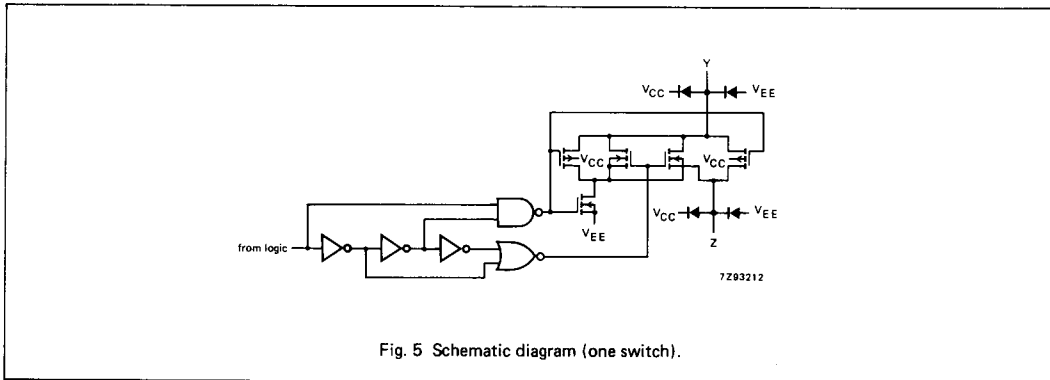 Y
VCC VEE
VCC VCC
VCC VEE
VEE
Z
from logic
7Z93212
Fig. 5 Schematic diagram (one switch).